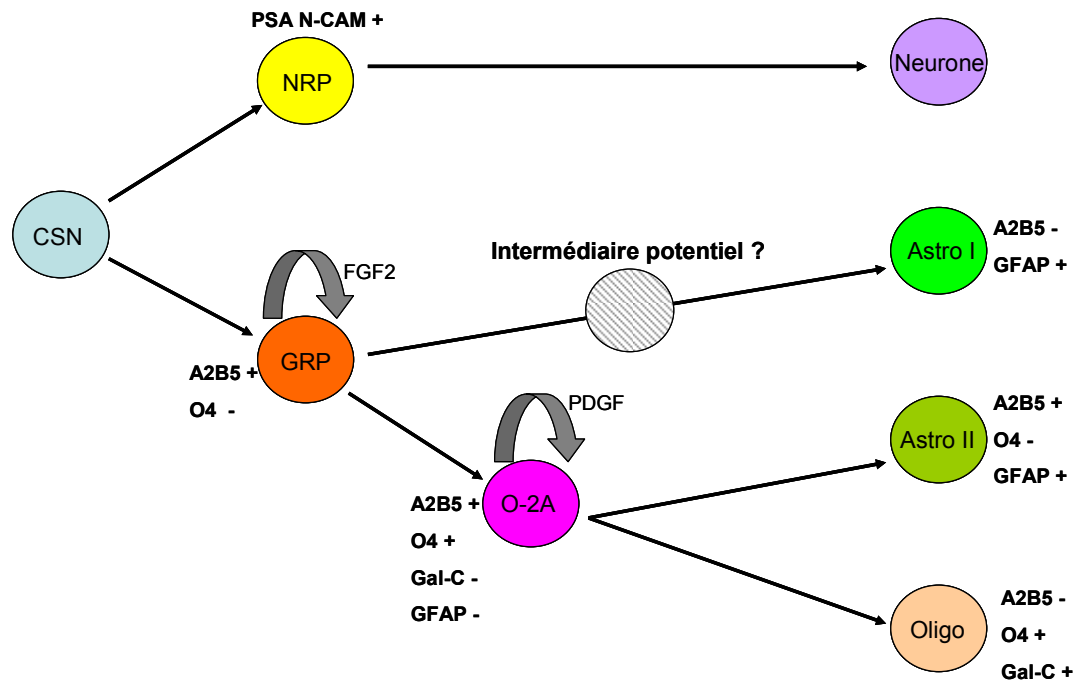 PSA N-CAM +
NRP
Neurone
CSN
Intermédiaire potentiel ?
Astro I
A2B5 -
GFAP +
FGF2
GRP
A2B5 +
O4 -
PDGF
O-2A
A2B5 +
O4 +
Gal-C -
GFAP -
Astro II
A2B5 +
O4 -
GFAP +
Oligo
A2B5 -
O4 +
Gal-C +